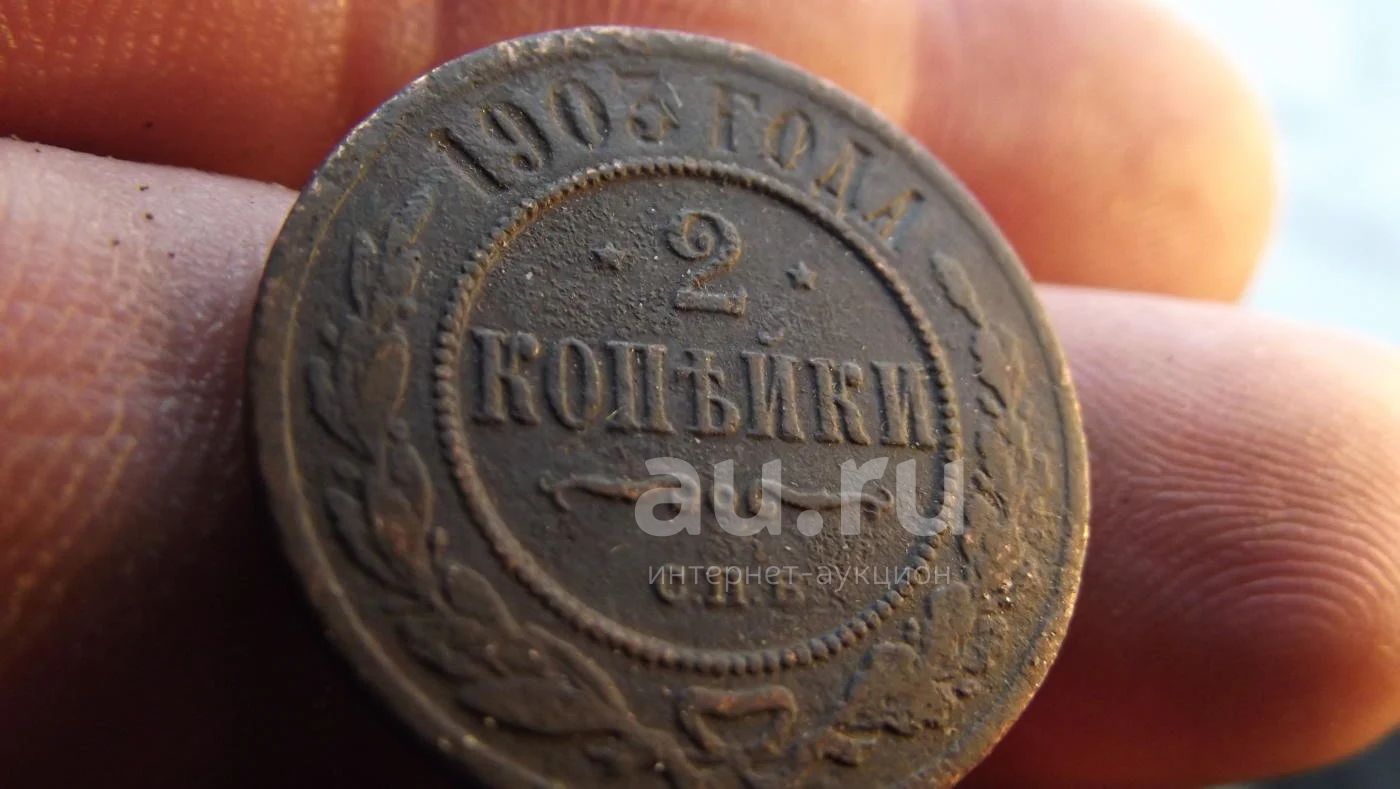 1903 ГОДА
2
КОПѢЙКИ
au.ru
интернет-аукцион
С.П.Б.